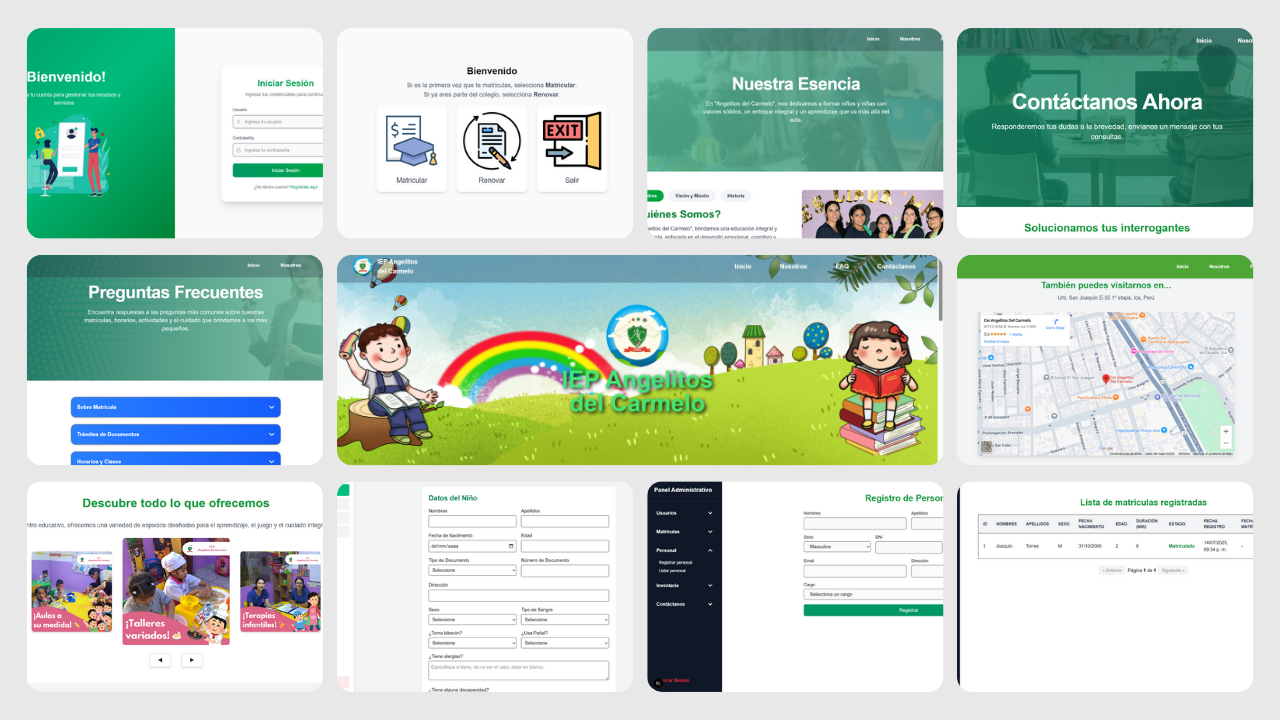 Bienvenido!
a tu cuenta para gestionar tus recursos y
servicios
Iniciar Sesión
Ingresa tus credenciales para continu
Usuario
Ingresa tu usuario
Contraseña
Ingresa tu contraseña
Iniciar Sesión
¿No tienes cuenta? Regístrate aquí
Bienvenido
Si es la primera vez que te matriculas, selecciona Matricular.
Si ya eres parte del colegio, selecciona Renovar.
EXIT
Matricular
Renovar
Salir
Inicio
Nosotros
Nuestra Esencia
En "Angelitos del Carmelo", nos dedicamos a formar niños y niñas con
valores sólidos, un enfoque integral y un aprendizaje que va más allá del
aula.
Visión y Misión
Historia
uiénes Somos?
Inicio
Noso
Contáctanos Ahora
Responderemos tus dudas a la brevedad, envíanos un mensaje con tus
consultas.
Solucionamos tus interrogantes
Inicio
Nosotros
Preguntas Frecuentes
Encuentra respuestas a las preguntas más comunes sobre nuestras
matrículas, horarios, actividades y el cuidado que brindamos a los más
pequeños.
Sobre Matrícula
Trámites de Documentos
Horarios y Clases
IEP Angelitos
del Carmelo
Inicio
Nosotros
FAQ
Contáctanos
IEP Angelitos
del Carmelo
Inicio
Nosotros
También puedes visitarnos en...
Urb. San Joaquín E-35 1° etapa, Ica, Perú
Cei Angelitos Del Carmelo
Cómo llegar
5,0
Ampliar el mapa
Cei Angelitos
Del Carmelo
Descubre todo lo que ofrecemos
ntro educativo, ofrecemos una variedad de espacios diseñados para el aprendizaje, el juego y el cuidado integr
¡Aulas a
su medida!
¡Talleres
variados!
¡Terapias
infantiles!
Datos del Niño
Nombres
Apellidos
Fecha de Nacimiento
Edad
dd/mm/aaaa
Tipo de Documento
Número de Documento
Seleccione
Dirección
Sexo
Tipo de Sangre
Seleccione
Seleccione
¿Toma biberón?
¿Usa Pañal?
Seleccione
Seleccione
¿Tiene alergias?
Especifique si tiene, de no ser el caso, dejar en blanco.
¿Tiene alguna discapacidad?
Panel Administrativo
Usuarios
Matrículas
Personal
Registrar personal
Listar personal
Inventario
Contáctanos
Registro de Person
Nombres
Apellidos
Sexo
DNI
Masculino
Email
Dirección
Cargo
Selecciona un cargo
Registrar
Lista de matrículas registradas
ID
NOMBRES
APELLIDOS
SEXO
FECHA
NACIMIENTO
EDAD
DURACIÓN
(MIN)
ESTADO
FECHA
REGISTRO
FECHA
MATR
1
Joaquín
Torres
M
31/10/2000
2
Matriculado
14/07/2025,
09:34 p. m.
–
« Anterior
Página 1 de 1
Siguiente »